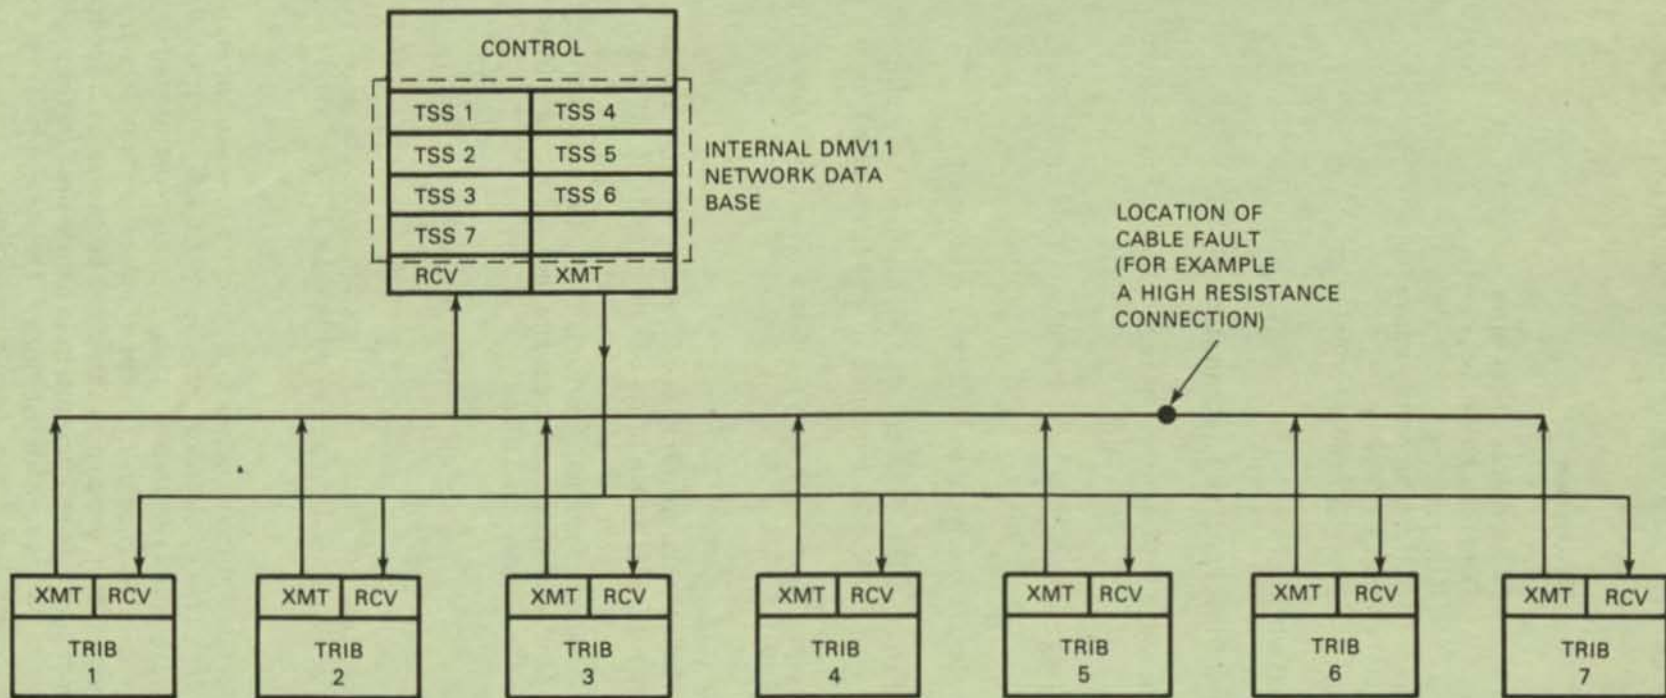 CONTROL
TSS 1 TSS 4
TSS 2 TSS 5
TSS 3 TSS 6
TSS 7
RCV XMT
INTERNAL DMV11
NETWORK DATA
BASE
LOCATION OF
CABLE FAULT
(FOR EXAMPLE
A HIGH RESISTANCE
CONNECTION)
XMT RCV
TRIB
1
XMT RCV
TRIB
2
XMT RCV
TRIB
3
XMT RCV
TRIB
4
XMT RCV
TRIB
5
XMT RCV
TRIB
6
XMT RCV
TRIB
7